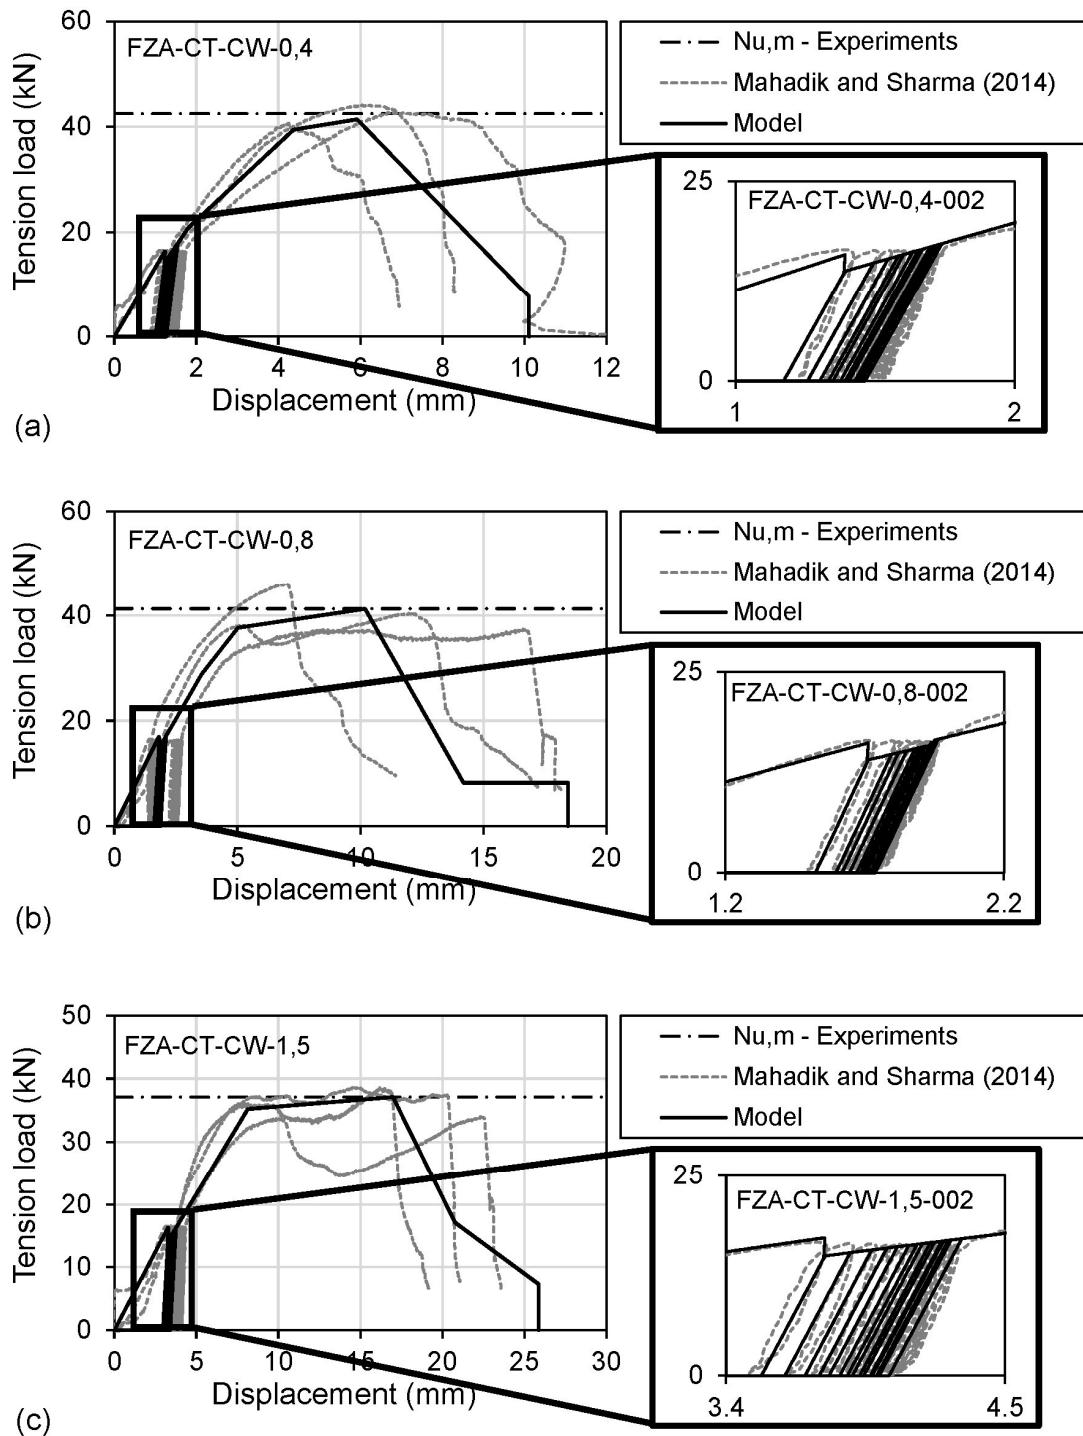 60
40
20
0
Tension load (kN)
FZA-CT-CW-0,4
0 2 4 6 8 10 12
Displacement (mm)
Nu,m - Experiments
Mahadik and Sharma (2014)
Model
25
FZA-CT-CW-0,4-002
0
1 2
(a)
60
40
20
0
Tension load (kN)
FZA-CT-CW-0,8
0 5 10 15 20
Displacement (mm)
Nu,m - Experiments
Mahadik and Sharma (2014)
Model
25
FZA-CT-CW-0,8-002
0
1.2 2.2
(b)
50
40
30
20
10
0
Tension load (kN)
FZA-CT-CW-1,5
0 5 10 15 20 25 30
Displacement (mm)
Nu,m - Experiments
Mahadik and Sharma (2014)
Model
25
FZA-CT-CW-1,5-002
0
3.4 4.5
(c)